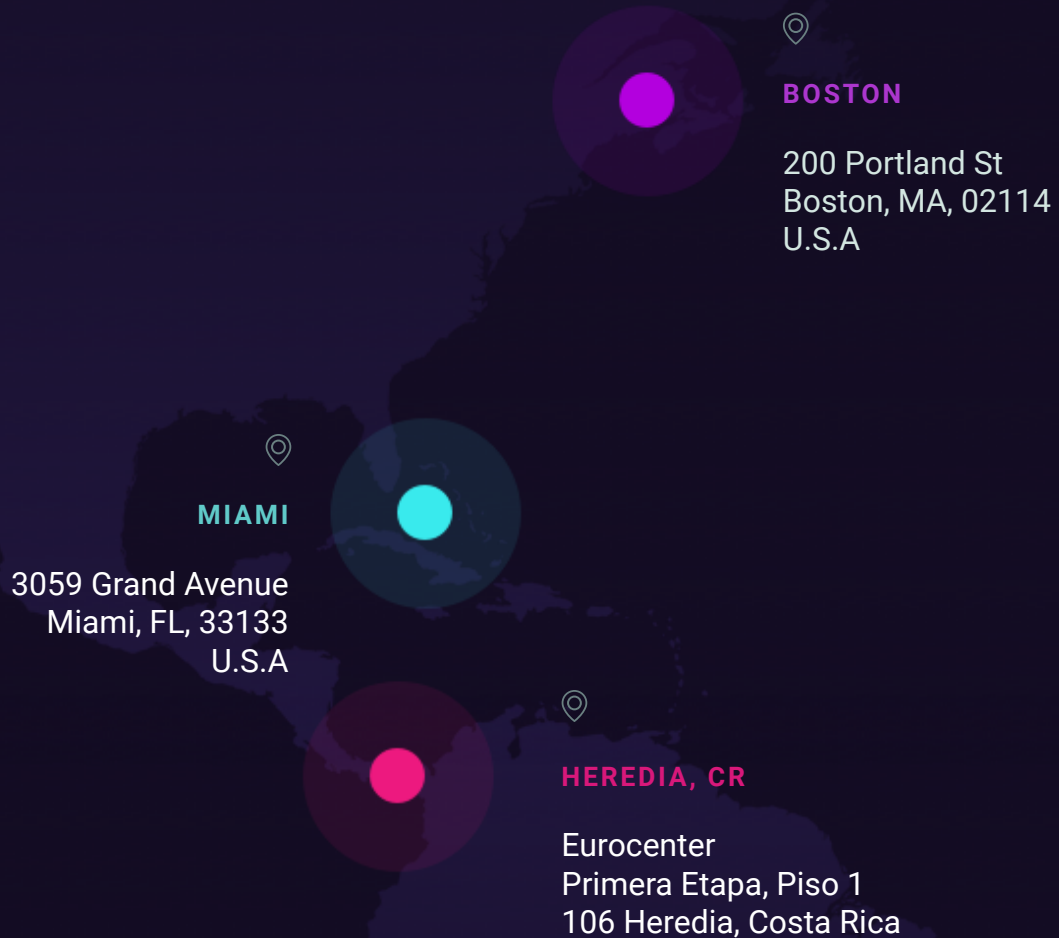 BOSTON
200 Portland St
Boston, MA, 02114
U.S.A
MIAMI
3059 Grand Avenue
Miami, FL, 33133
U.S.A
HEREDIA, CR
Eurocenter
Primera Etapa, Piso 1
106 Heredia, Costa Rica